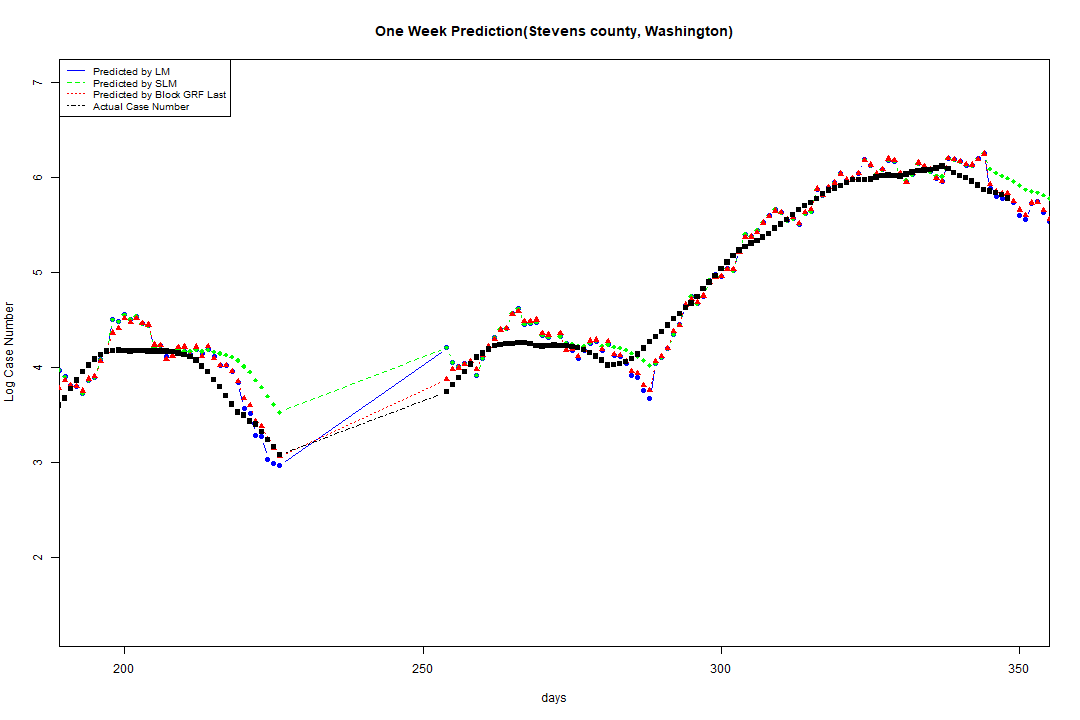 One Week Prediction(Stevens county, Washington)
Predicted by LM
Predicted by SLM
Predicted by Block GRF Last
Actual Case Number
7
6
5
4
3
2
Log Case Number
200
250
300
350
days